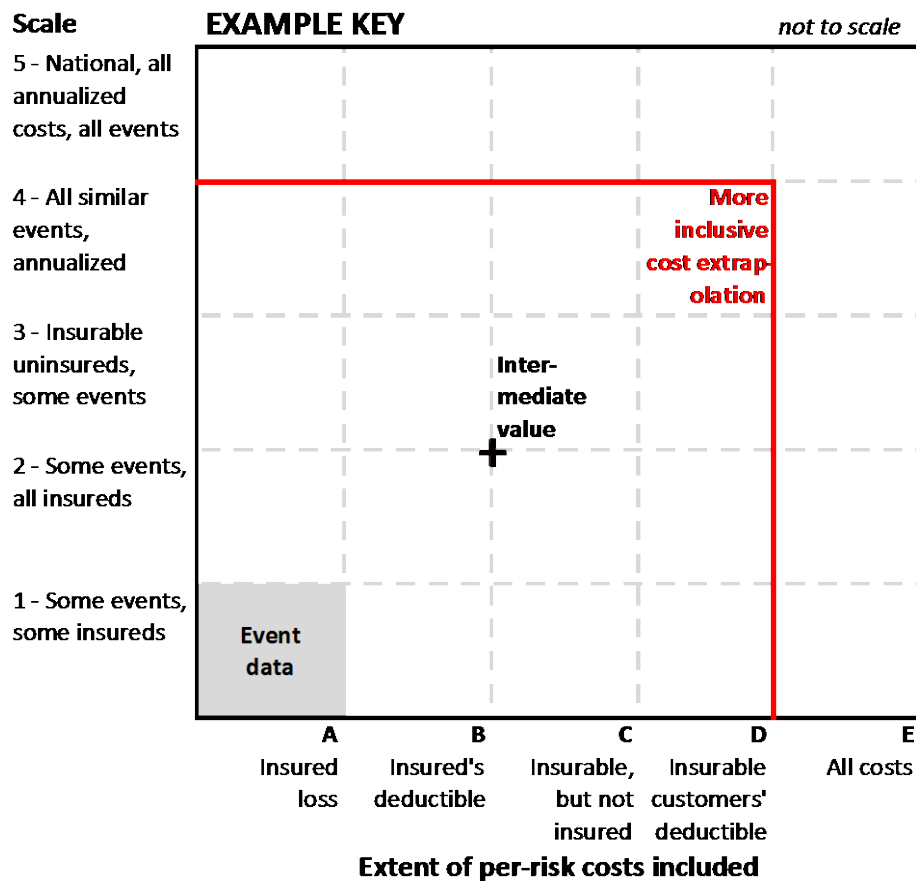 Scale
EXAMPLE KEY
not to scale
5 - National, all
annualized
costs, all events
4 - All similar
events,
annualized
More
inclusive
cost extrap-
olation
3 - Insurable
uninsureds,
some events
Inter-
mediate
value
2 - Some events,
all insureds
1 - Some events,
some insureds
Event
data
A
Insured
loss
B
Insured's
deductible
C
Insurable,
but not
insured
D
Insurable
customers'
deductible
E
All costs
Extent of per-risk costs included